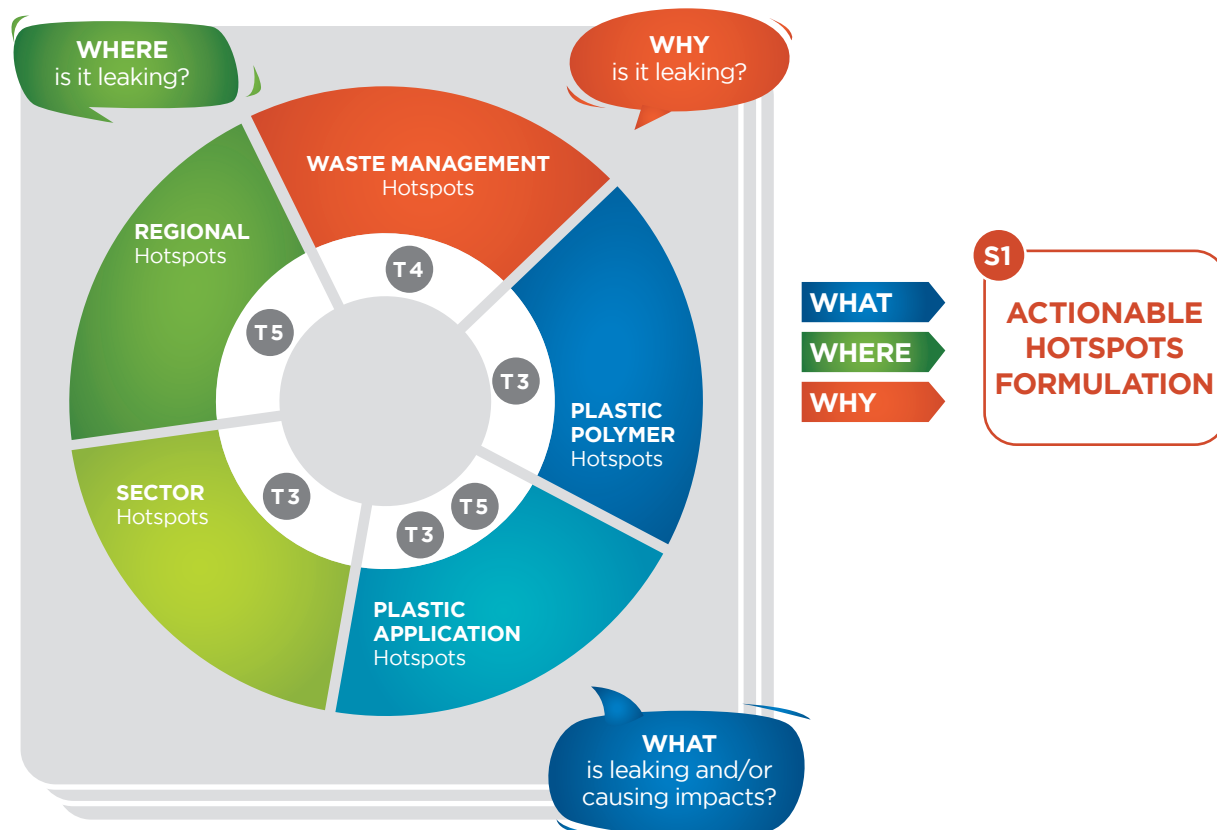 WHERE
is it leaking?
WHY
is it leaking?
WASTE MANAGEMENT
Hotspots
REGIONAL
Hotspots
T4
T5
T3
PLASTIC
POLYMER
Hotspots
SECTOR
Hotspots
T3
T5
T3
PLASTIC
APPLICATION
Hotspots
WHAT
is leaking and/or
causing impacts?
WHAT
WHERE
WHY
S1
ACTIONABLE
HOTSPOTS
FORMULATION